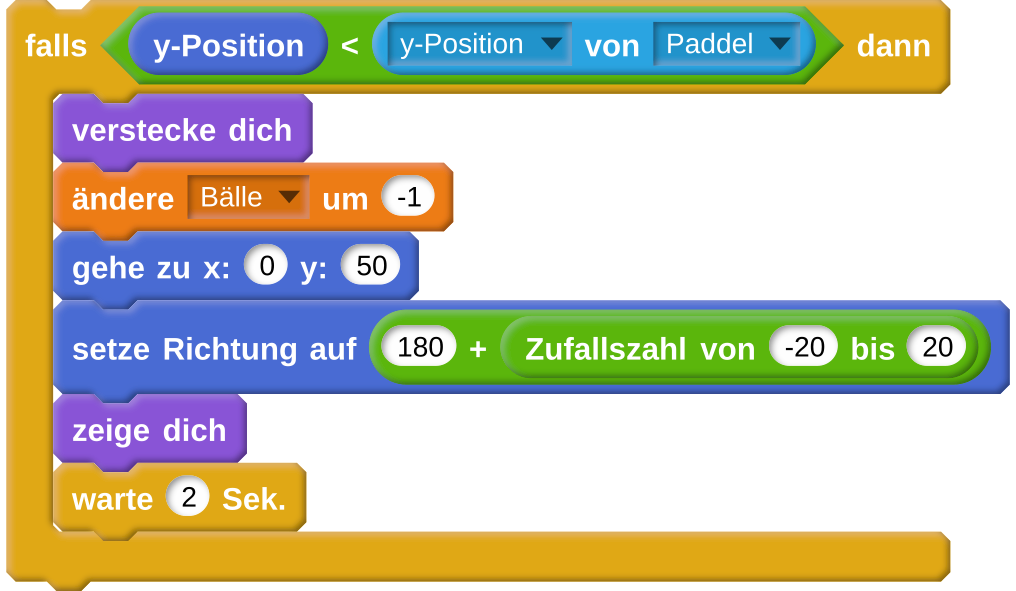 falls y-Position < y-Position von Paddel dann
verstecke dich
ändere Bälle um -1
gehe zu x: 0 y: 50
setze Richtung auf 180 + Zufallszahl von -20 bis 20
zeige dich
warte 2 Sek.